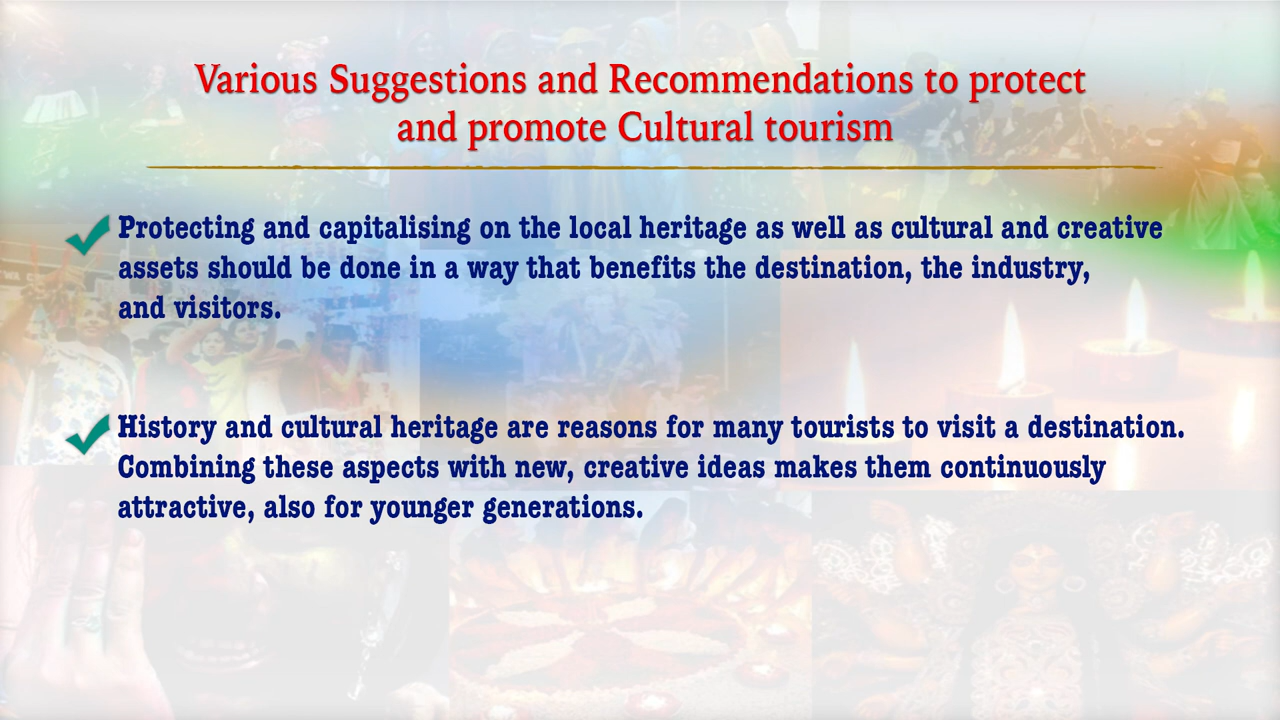 Various Suggestions and Recommendations to protect
and promote Cultural tourism
Protecting and capitalising on the local heritage as well as cultural and creative
assets should be done in a way that benefits the destination, the industry,
and visitors.
History and cultural heritage are reasons for many tourists to visit a destination.
Combining these aspects with new, creative ideas makes them continuously
attractive, also for younger generations.